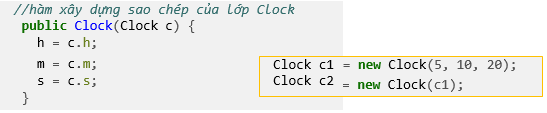 //hàm xây dựng sao chép của lớp Clock
public Clock(Clock c) {
h = c.h;
m = c.m;
s = c.s;
}
Clock c1 = new Clock(5, 10, 20);
Clock c2 = new Clock(c1);